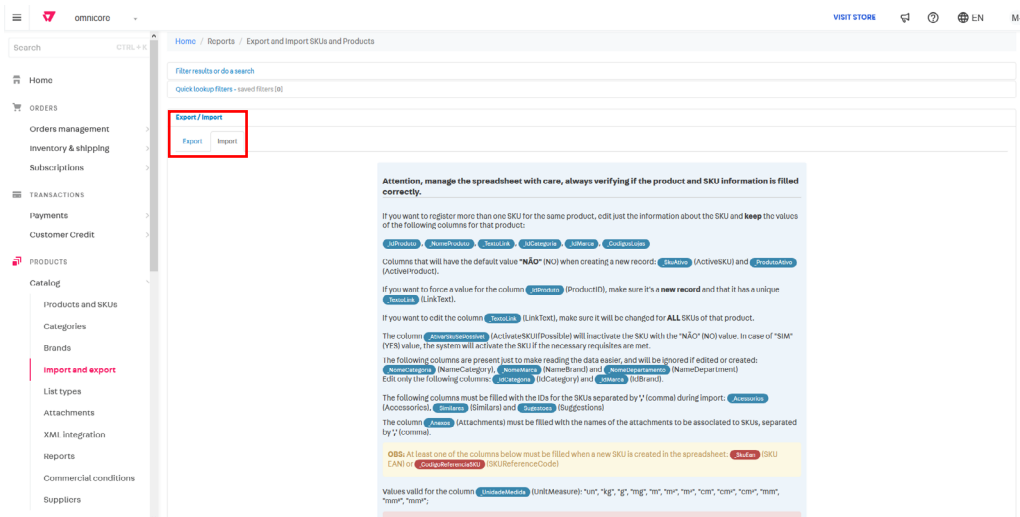 omnicore
VISIT STORE
EN
M
Search CTRL + K
Home / Reports / Export and Import SKUs and Products
Home
ORDERS
Orders management
Inventory & shipping
Subscriptions
TRANSACTIONS
Payments
Customer Credit
PRODUCTS
Catalog
Products and SKUs
Categories
Brands
Import and export
List types
Attachments
XML integration
Reports
Commercial conditions
Suppliers
Filter results or do a search
Quick lookup filters - saved filters [0]
Export / Import
Export Import
Attention, manage the spreadsheet with care, always verifying if the product and SKU information is filled
correctly.
If you want to register more than one SKU for the same product, edit just the information about the SKU and keep the values
of the following columns for that product:
_IdProduto , _NomeProduto , _TextoLink , _IdCategoria , _IdMarca , _CodigosLojas
Columns that will have the default value "NÃO" (NO) when creating a new record: _SkuAtivo (ActiveSKU) and _ProdutoAtivo
(ActiveProduct).
If you want to force a value for the column _IdProduto (ProductID), make sure it's a new record and that it has a unique
_TextoLink (LinkText).
If you want to edit the column _TextoLink (LinkText), make sure it will be changed for ALL SKUs of that product.
The column _AtivarSkuSePossível (ActivateSKUIfPossible) will inactivate the SKU with the "NÃO" (NO) value. In case of "SIM"
(YES) value, the system will activate the SKU if the necessary requisites are met.
The following columns are present just to make reading the data easier, and will be ignored if edited or created:
_NomeCategoria (NameCategory), _NomeMarca (NameBrand) and _NomeDepartamento (NameDepartment)
Edit only the following columns: _IdCategoria (IdCategory) and _IdMarca (IdBrand).
The following columns must be filled with the IDs for the SKUs separated by ',' (comma) during import: _Acessorios
(Accessories), _Similares (Similars) and _Sugestoes (Suggestions)
The column _Anexos (Attachments) must be filled with the names of the attachments to be associated to SKUs, separated
by ',' (comma).
OBS: At least one of the columns below must be filled when a new SKU is created in the spreadsheet: _SkuEan (SKU
EAN) or _CodigoReferenciaSKU (SKUReferenceCode)
Values valid for the column _UnidadeMedida (UnitMeasure): "un", "kg", "g", "mg", "m", "m²", "m³", "cm", "cm²", "cm³", "mm",
"mm²", "mm³";